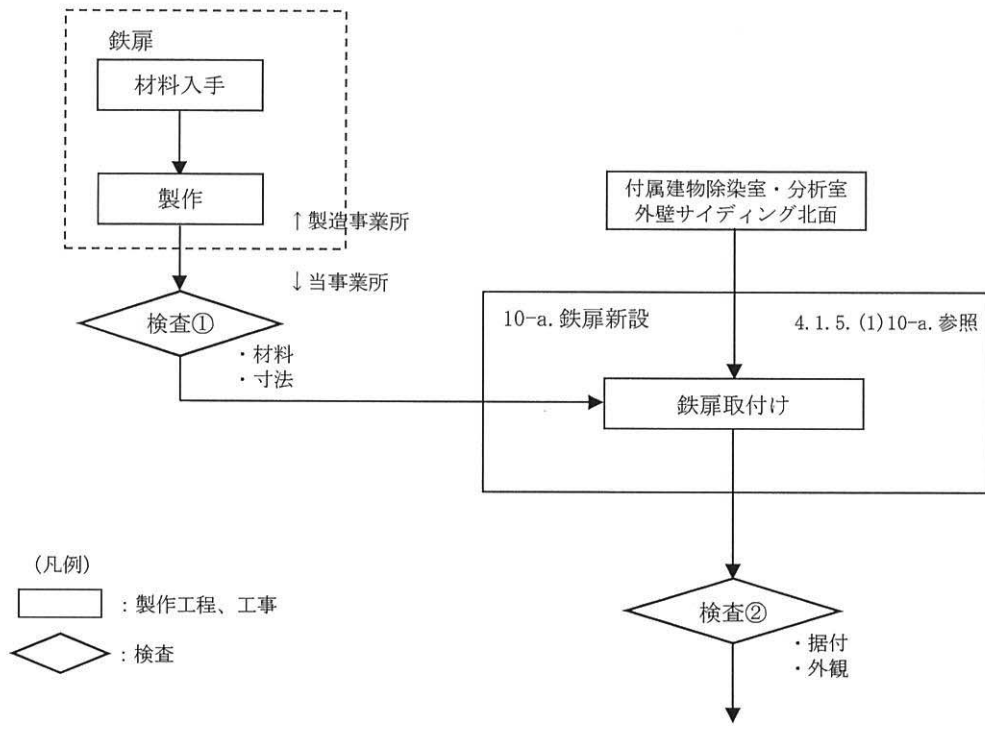 鉄扉
材料入手
製作
↑製造事業所
↓当事業所
検査①
・材料
・寸法
付属建物除染室・分析室
外壁サイディング北面
10-a.鉄扉新設
4.1.5.(1)10-a.参照
鉄扉取付け
検査②
・据付
・外観
(凡例)
：製作工程、工事
：検査